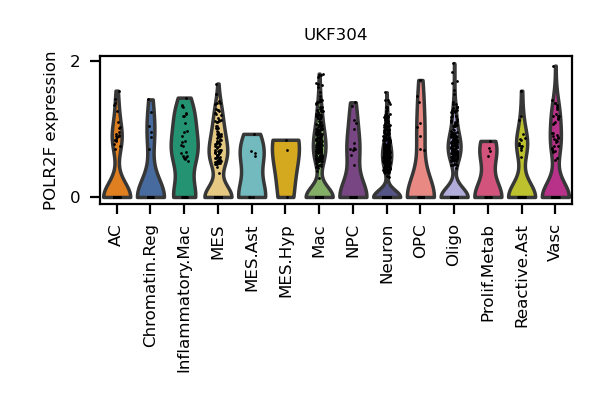 UKF304
POLR2F expression
2
0
AC
Chromatin.Reg
Inflammatory.Mac
MES
MES.Ast
MES.Hyp
Mac
NPC
Neuron
OPC
Oligo
Prolif.Metab
Reactive.Ast
Vasc